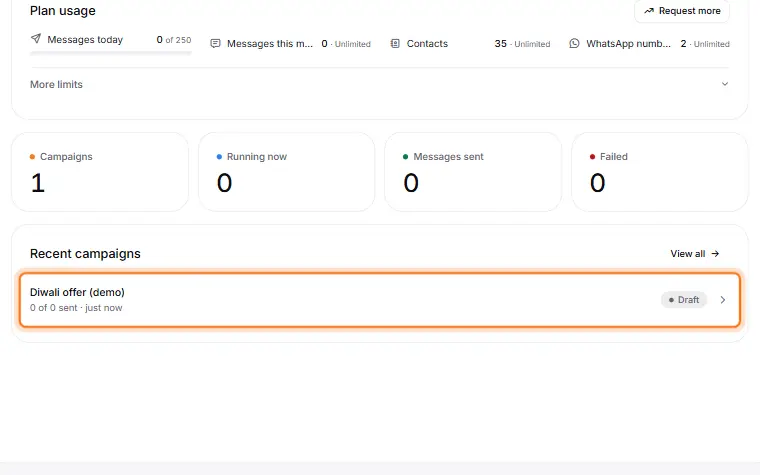 Plan usage
Request more
Messages today 0 of 250
Messages this m... 0 · Unlimited
Contacts 35 · Unlimited
WhatsApp numb... 2 · Unlimited
More limits
Campaigns
1
Running now
0
Messages sent
0
Failed
0
Recent campaigns
View all →
Diwali offer (demo)
0 of 0 sent · just now
Draft